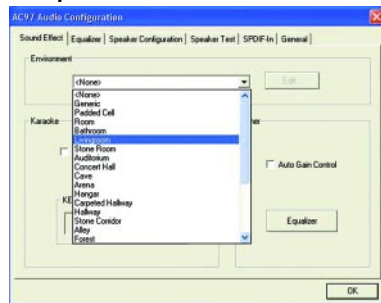 AC97 Audio Configuration
Sound Effect Equalizer Speaker Configuration Speaker Test SPDIF-In General
Environment
<None>
Edit
<None>
Generic
Padded Cell
Room
Bathroom
Livingroom
Stone Room
Auditorium
Concert Hall
Cave
Arena
Hangar
Carpeted Hallway
Hallway
Stone Corridor
Alley
Forest
Karaoke
KE
her
Auto Gain Control
Equalizer
OK